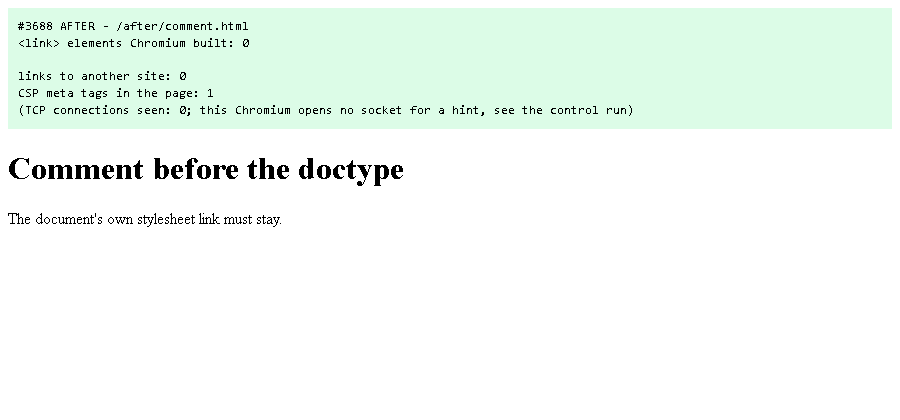 #3688 AFTER - /after/comment.html
<link> elements Chromium built: 0
links to another site: 0
CSP meta tags in the page: 1
(TCP connections seen: 0; this Chromium opens no socket for a hint, see the control run)
Comment before the doctype
The document's own stylesheet link must stay.